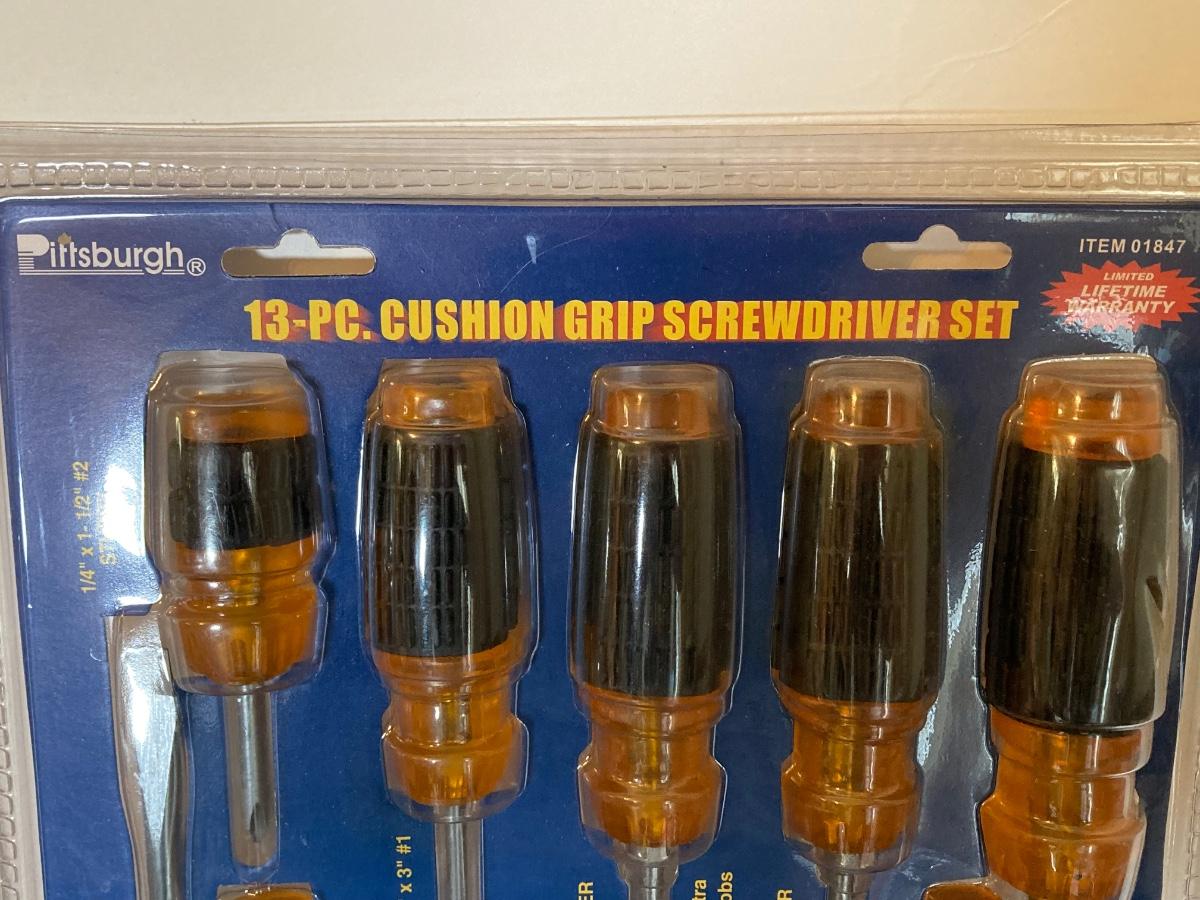 Pittsburgh®
ITEM 01847
LIMITED
LIFETIME
WARRANTY
13-PC. CUSHION GRIP SCREWDRIVER SET
1/4" x 1-1/2" #2
x 3" #1